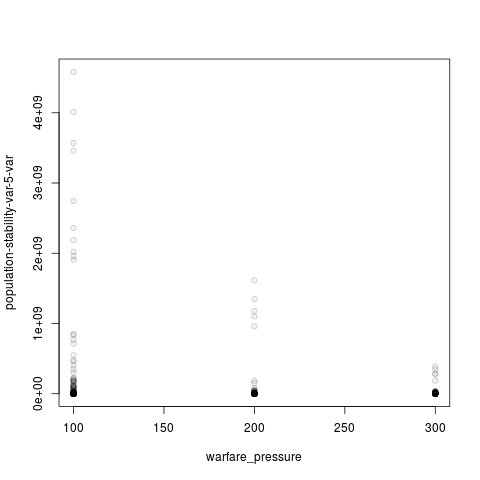 population-stability-var-5-var
4e+09
3e+09
2e+09
1e+09
0e+00
100
150
200
250
300
warfare_pressure